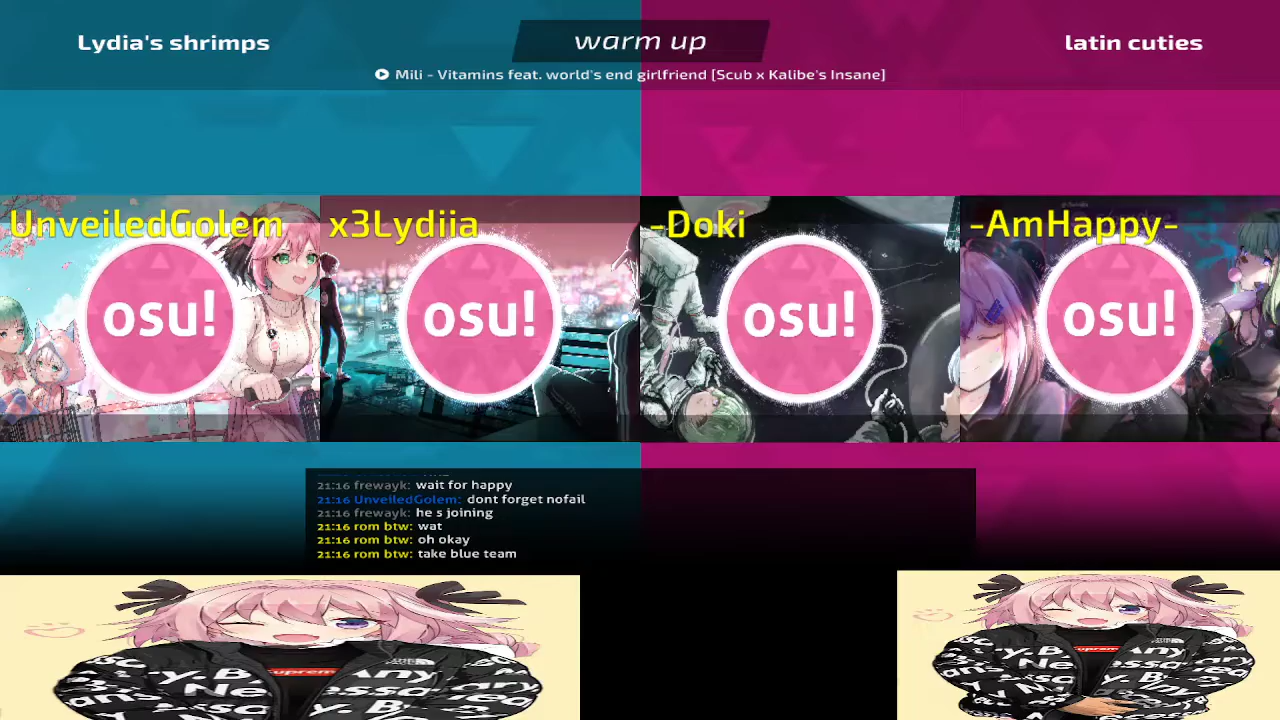 Lydia's shrimps
warm up
latin cuties
Mili - Vitamins feat. world's end girlfriend [Scub x Kalibe's Insane]
UnveiledGolem
x3Lydiia
-Doki
-AmHappy-
osu!
osu!
osu!
osu!
21:16 frewayk: wait for happy
21:16 UnveiledGolem: dont forget nofail
21:16 frewayk: he s joining
21:16 rom btw: wat
21:16 rom btw: oh okay
21:16 rom btw: take blue team